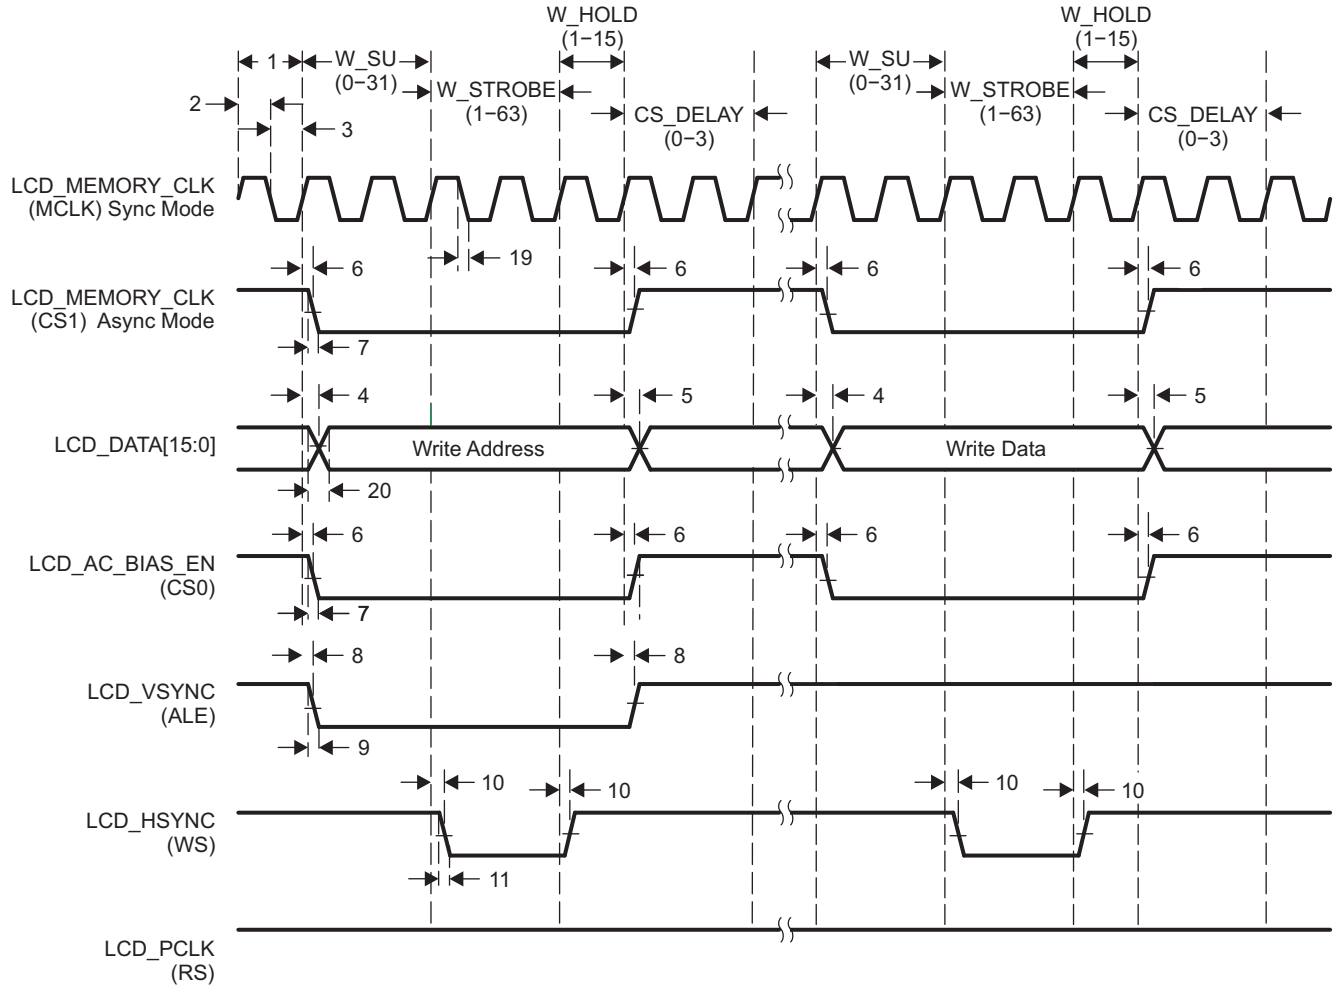 W_HOLD
(1−15)
W_HOLD
(1−15)
1
W_SU
(0−31)
W_SU
(0−31)
2
W_STROBE
(1−63)
W_STROBE
(1−63)
3
CS_DELAY
(0−3)
CS_DELAY
(0−3)
LCD_MEMORY_CLK
(MCLK) Sync Mode
19
6
6
6
6
LCD_MEMORY_CLK
(CS1) Async Mode
7
4
5
4
5
LCD_DATA[15:0]
Write Address
Write Data
20
6
6
6
6
LCD_AC_BIAS_EN
(CS0)
7
8
8
LCD_VSYNC
(ALE)
9
10
10
10
10
LCD_HSYNC
(WS)
11
LCD_PCLK
(RS)